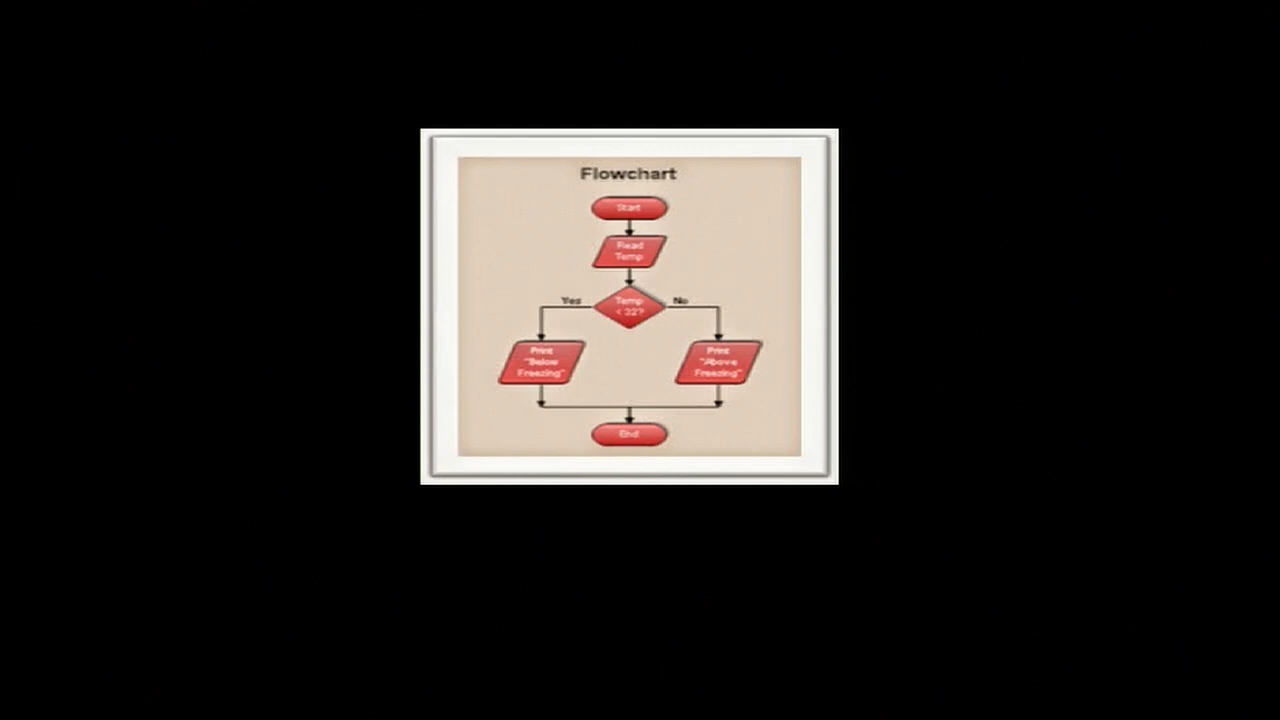 Flowchart
Start
Read
Temp
Yes
Temp
< 32?
No
Print
"Below
Freezing"
Print
"Above
Freezing"
End